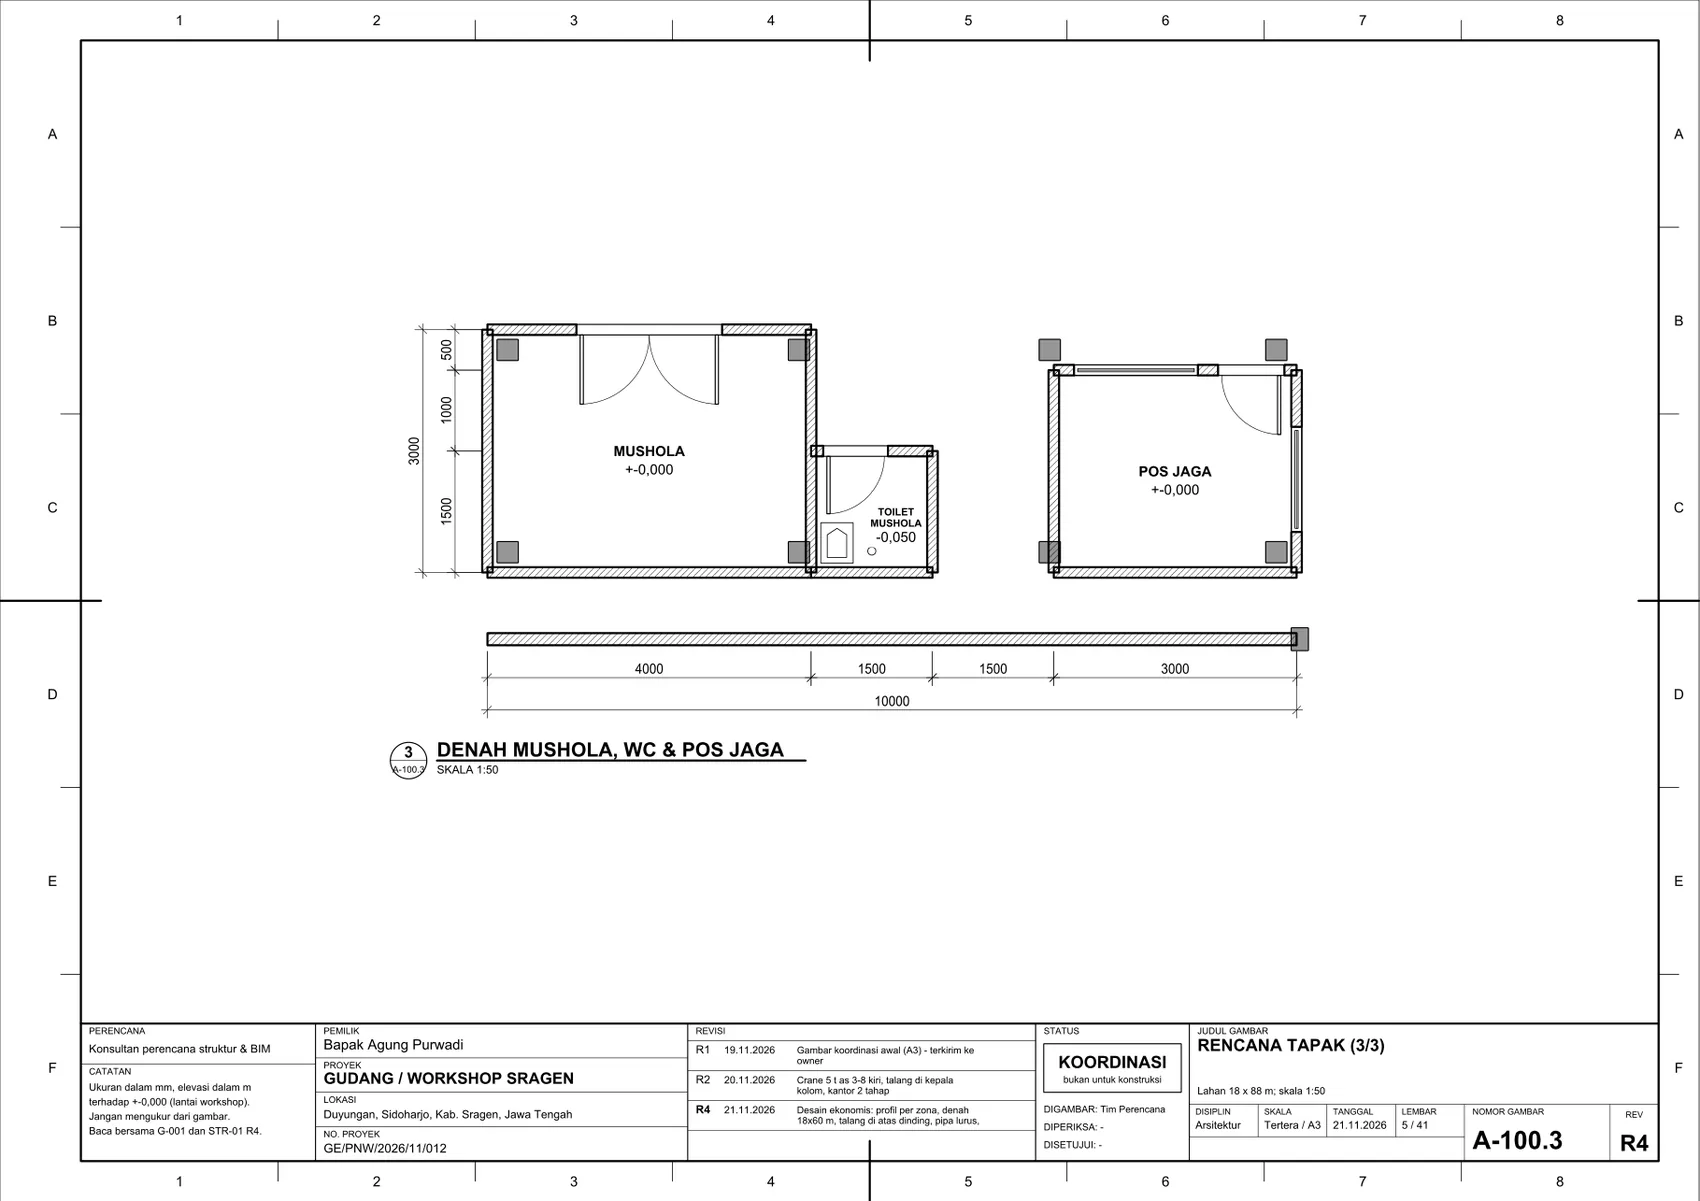 1 2 3 4 5 6 7 8
A A
B B
C C
D D
E E
F F
500
1000
3000
1500
MUSHOLA
+-0,000
TOILET
MUSHOLA
-0,050
POS JAGA
+-0,000
4000 1500 1500 3000
10000
3
A-100.3
DENAH MUSHOLA, WC & POS JAGA
SKALA 1:50
PERENCANA
Konsultan perencana struktur & BIM
CATATAN
Ukuran dalam mm, elevasi dalam m
terhadap +-0,000 (lantai workshop).
Jangan mengukur dari gambar.
Baca bersama G-001 dan STR-01 R4.
PEMILIK
Bapak Agung Purwadi
PROYEK
GUDANG / WORKSHOP SRAGEN
LOKASI
Duyungan, Sidoharjo, Kab. Sragen, Jawa Tengah
NO. PROYEK
GE/PNW/2026/11/012
REVISI
R1 19.11.2026 Gambar koordinasi awal (A3) - terkirim ke
owner
R2 20.11.2026 Crane 5 t as 3-8 kiri, talang di kepala
kolom, kantor 2 tahap
R4 21.11.2026 Desain ekonomis: profil per zona, denah
18x60 m, talang di atas dinding, pipa lurus,
STATUS
KOORDINASI
bukan untuk konstruksi
DIGAMBAR: Tim Perencana
DIPERIKSA: -
DISETUJUI: -
JUDUL GAMBAR
RENCANA TAPAK (3/3)
Lahan 18 x 88 m; skala 1:50
DISIPLIN
Arsitektur
SKALA
Tertera / A3
TANGGAL
21.11.2026
LEMBAR
5 / 41
NOMOR GAMBAR
A-100.3
REV
R4
1 2 3 4 5 6 7 8